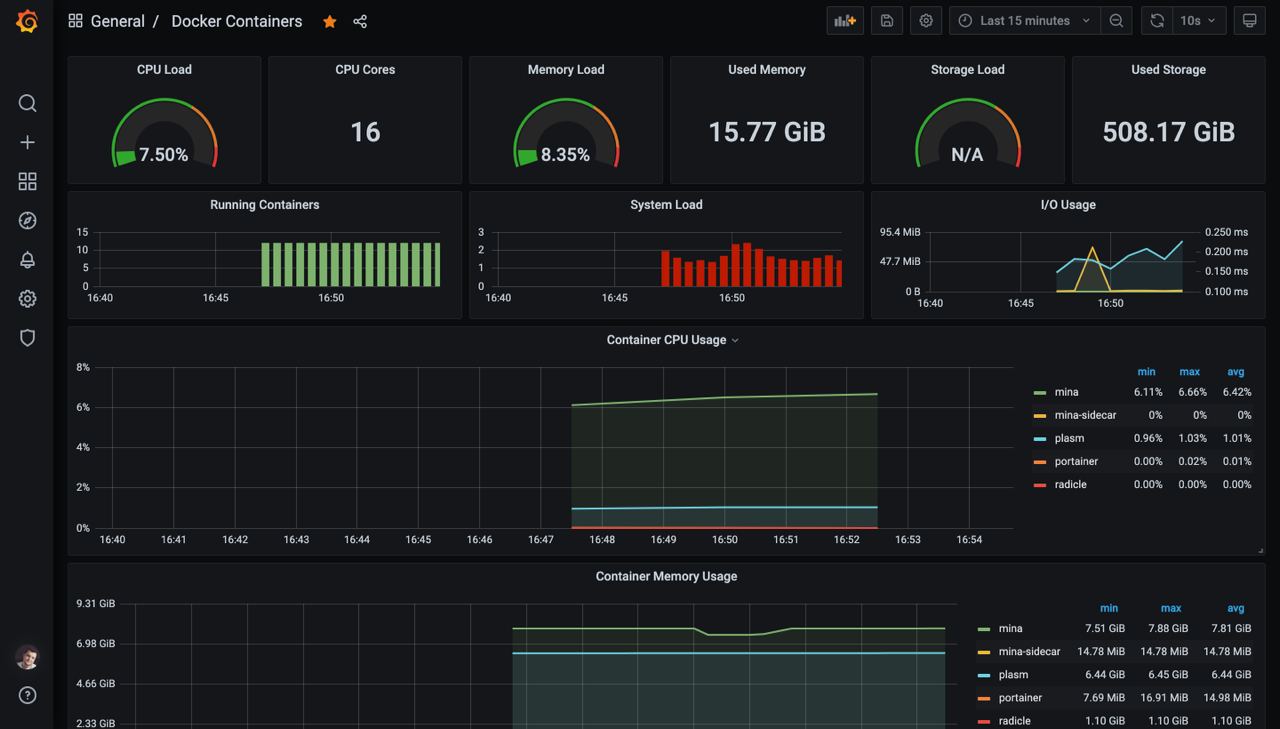 General / Docker Containers
Last 15 minutes
10s
CPU Load
7.50%
CPU Cores
16
Memory Load
8.35%
Used Memory
15.77 GiB
Storage Load
N/A
Used Storage
508.17 GiB
Running Containers
15
10
5
0
16:40 16:45 16:50
System Load
3
2
1
0
16:40 16:45 16:50
I/O Usage
95.4 MiB 0.250 ms
0.200 ms
47.7 MiB
0.150 ms
0 B 0.100 ms
16:40 16:45 16:50
Container CPU Usage
8%
6%
4%
2%
0%
16:40 16:41 16:42 16:43 16:44 16:45 16:46 16:47 16:48 16:49 16:50 16:51 16:52 16:53 16:54
min max avg
mina 6.11% 6.66% 6.42%
mina-sidecar 0% 0% 0%
plasm 0.96% 1.03% 1.01%
portainer 0.00% 0.02% 0.01%
radicle 0.00% 0.00% 0.00%
Container Memory Usage
9.31 GiB
6.98 GiB
4.66 GiB
2.33 GiB
min max avg
mina 7.51 GiB 7.88 GiB 7.81 GiB
mina-sidecar 14.78 MiB 14.78 MiB 14.78 MiB
plasm 6.44 GiB 6.45 GiB 6.44 GiB
portainer 7.69 MiB 16.91 MiB 14.98 MiB
radicle 1.10 GiB 1.10 GiB 1.10 GiB